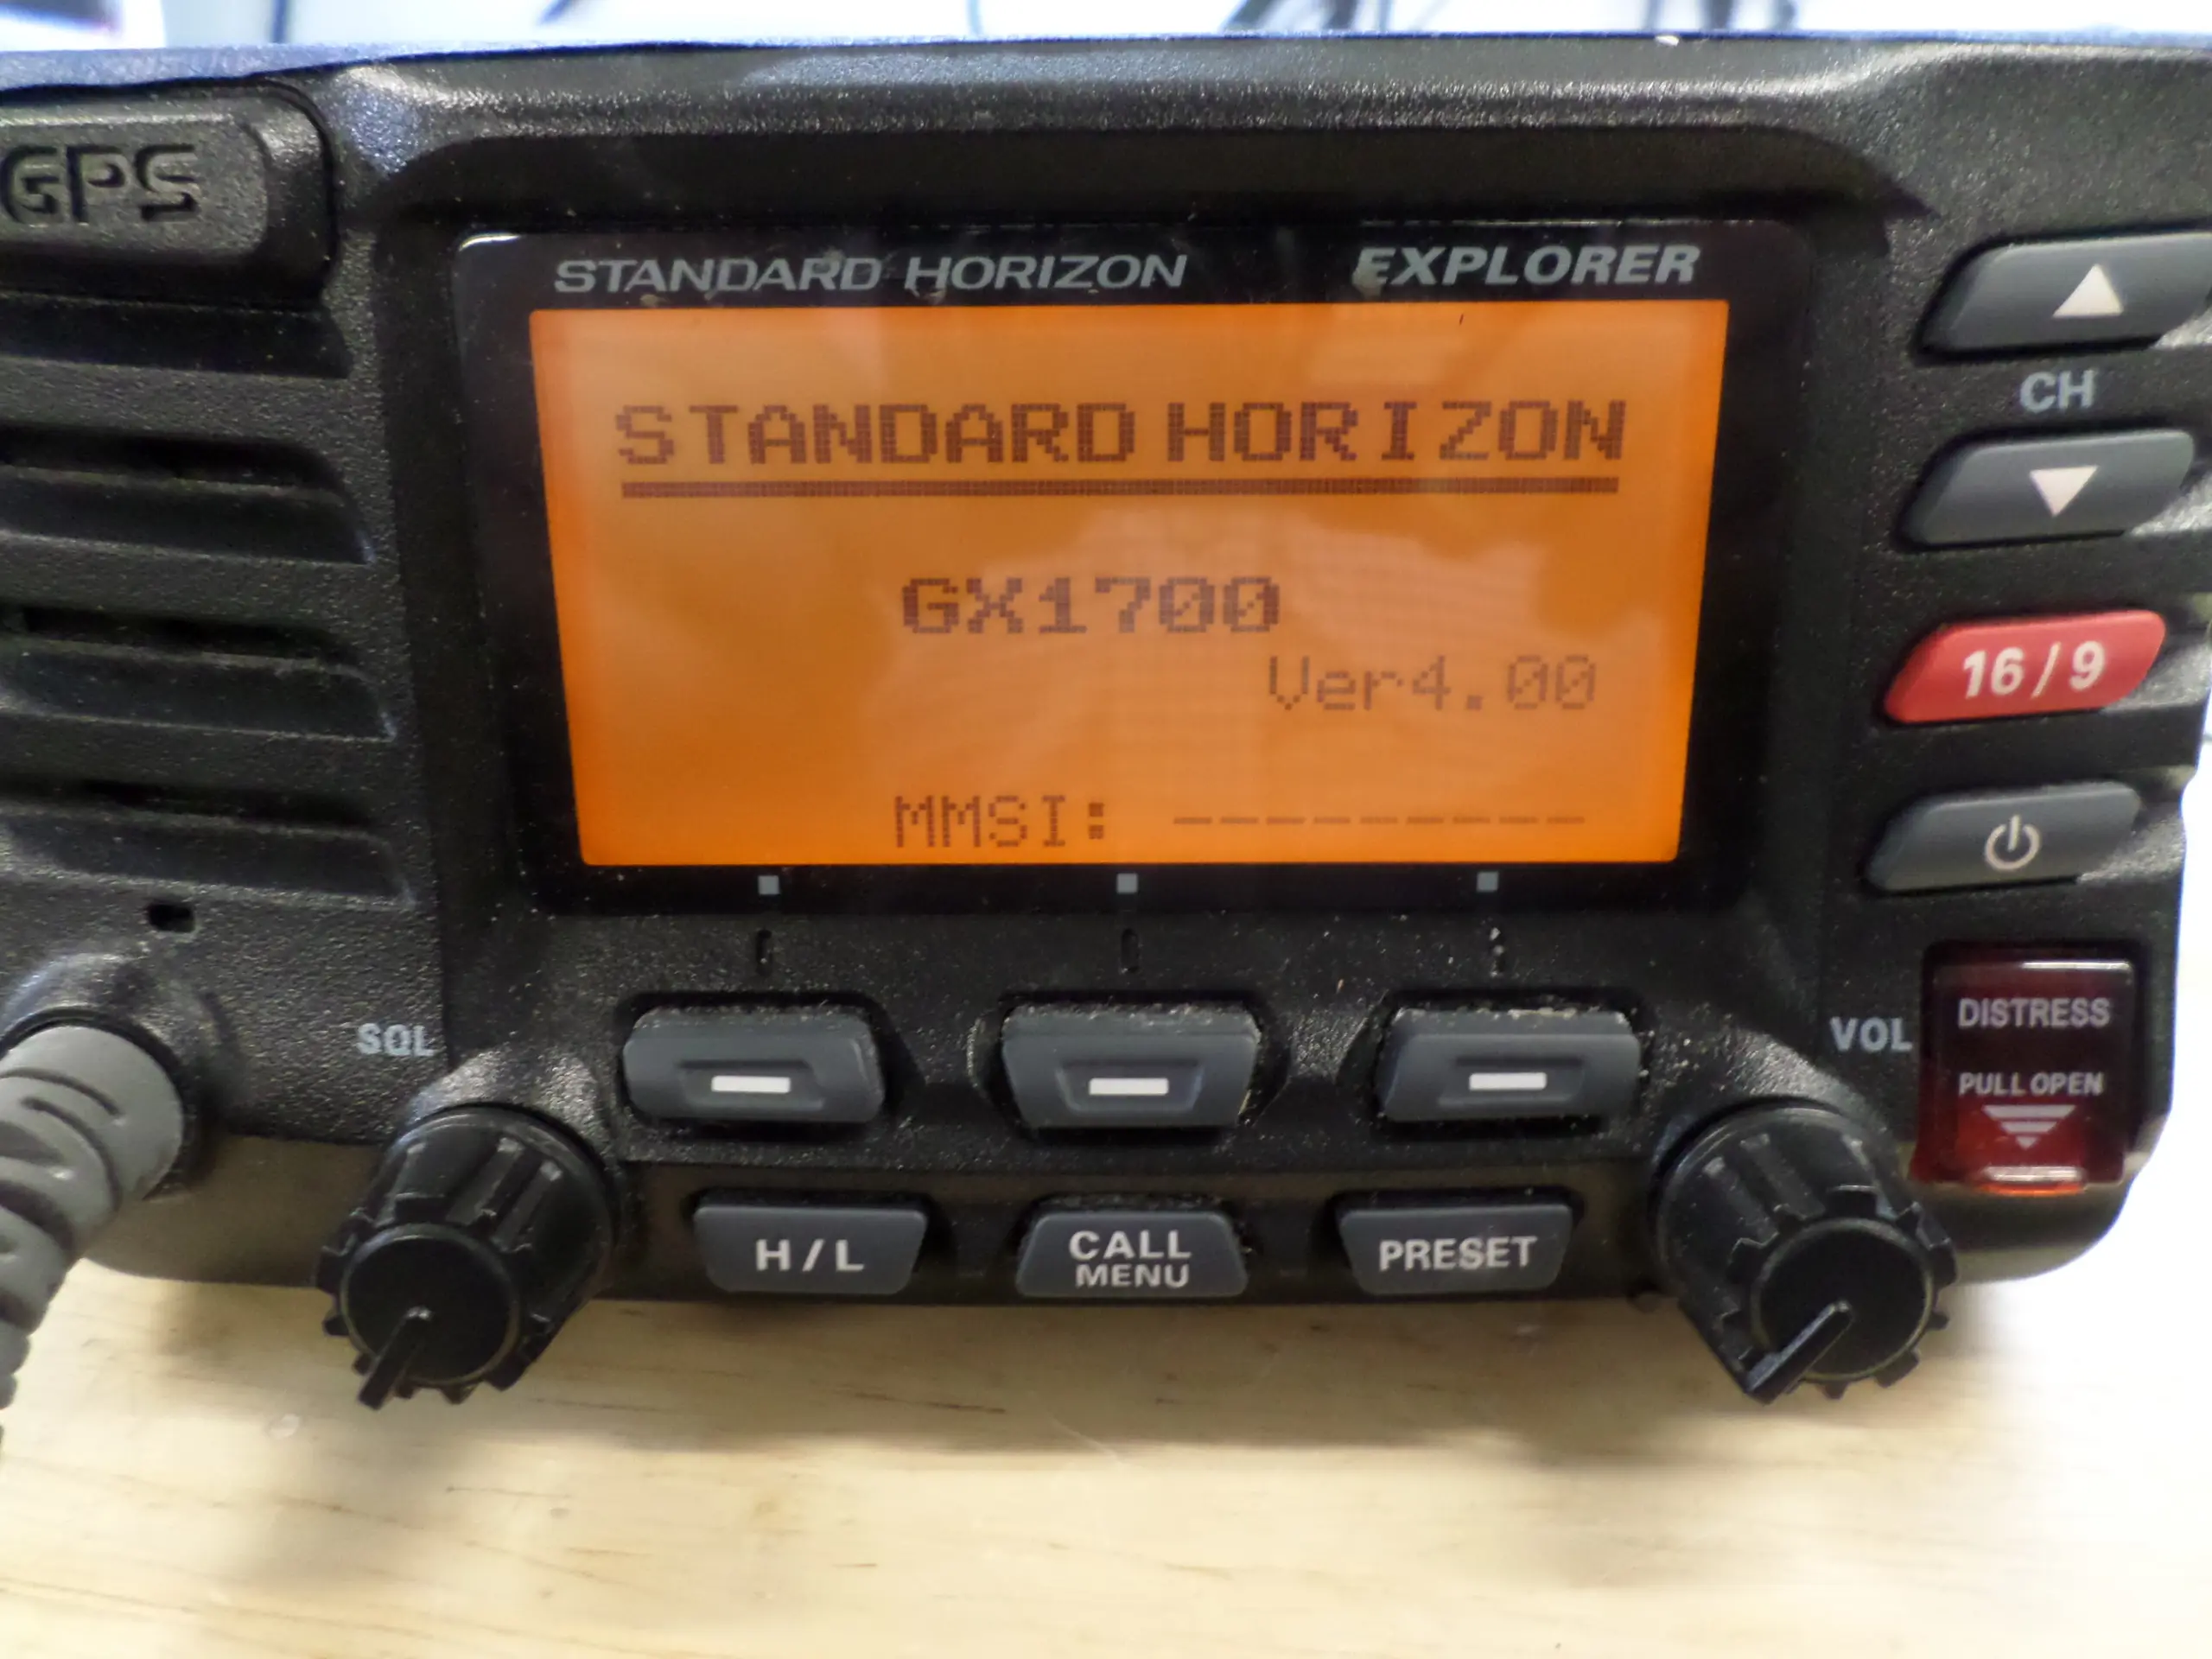 GPS
STANDARD HORIZON EXPLORER
STANDARD HORIZON
GX1700
Ver4.00
MMSI: ---------
CH
16/9
SQL
VOL
DISTRESS
PULL OPEN
H/L
CALL
MENU
PRESET